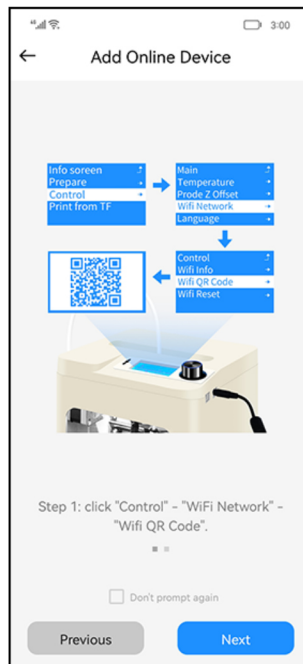 3:00
Add Online Device
Info soreen
Prepare
Control
Print from TF
Main
Temperature
Prode Z Offset
Wifi Network
Language
Control
Wifi Info
Wifi QR Code
Wifi Reset
Step 1: click "Control" - "WiFi Network" -
"Wifi QR Code".
Don't prompt again
Previous
Next